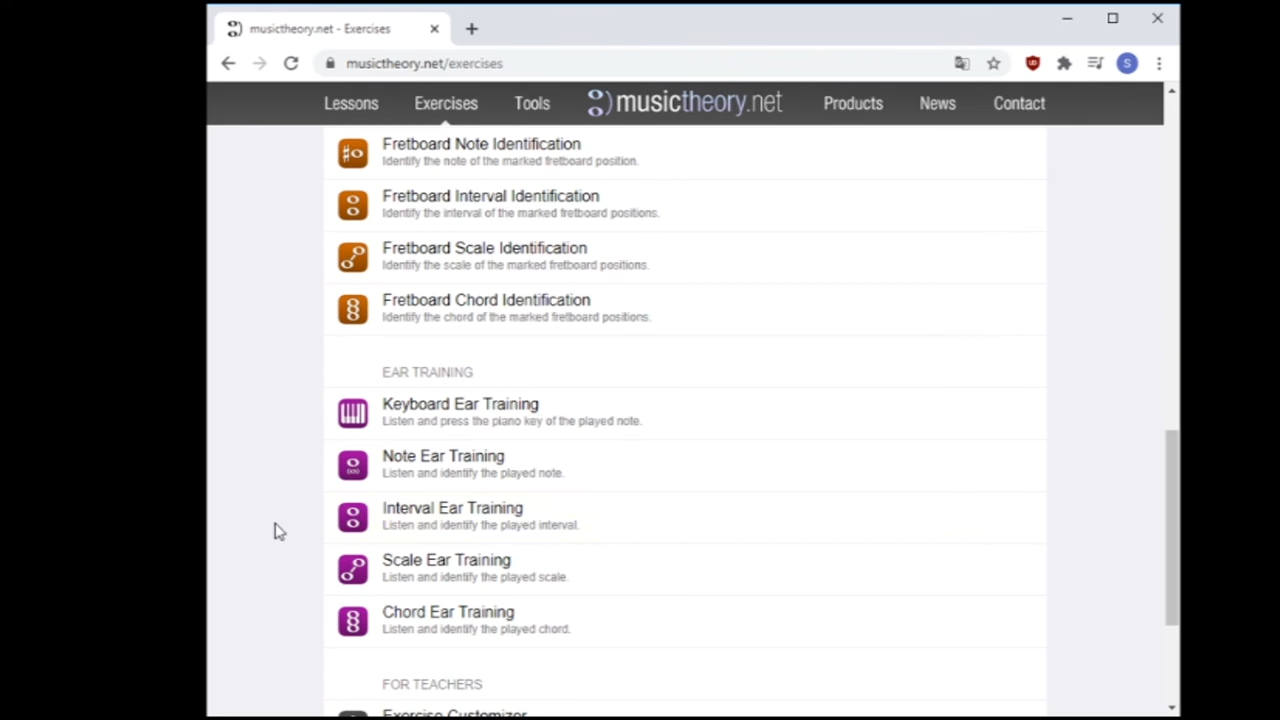 musictheory.net - Exercises
musictheory.net/exercises
S
Lessons Exercises Tools musictheory.net Products News Contact
Fretboard Note Identification
Identify the note of the marked fretboard position.
Fretboard Interval Identification
Identify the interval of the marked fretboard positions.
Fretboard Scale Identification
Identify the scale of the marked fretboard positions.
Fretboard Chord Identification
Identify the chord of the marked fretboard positions.
EAR TRAINING
Keyboard Ear Training
Listen and press the piano key of the played note.
Note Ear Training
Listen and identify the played note.
Interval Ear Training
Listen and identify the played interval.
Scale Ear Training
Listen and identify the played scale.
Chord Ear Training
Listen and identify the played chord.
FOR TEACHERS
Exercise Customizer